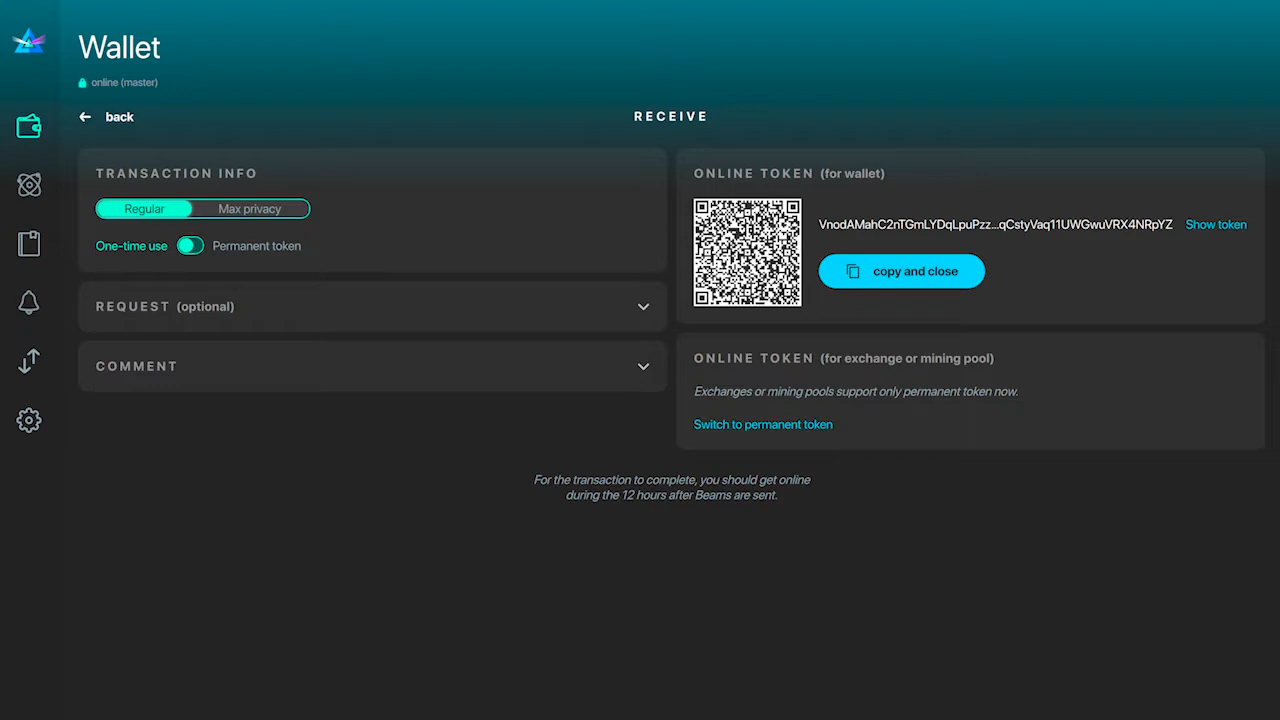 Wallet
online (master)
back
RECEIVE
TRANSACTION INFO
Regular Max privacy
One-time use Permanent token
REQUEST (optional)
COMMENT
ONLINE TOKEN (for wallet)
VnodAMahC2nTGmLYDqLpuPzz...qCstyVaq11UWGwuVRX4NRpYZ Show token
copy and close
ONLINE TOKEN (for exchange or mining pool)
Exchanges or mining pools support only permanent token now.
Switch to permanent token
For the transaction to complete, you should get online
during the 12 hours after Beams are sent.